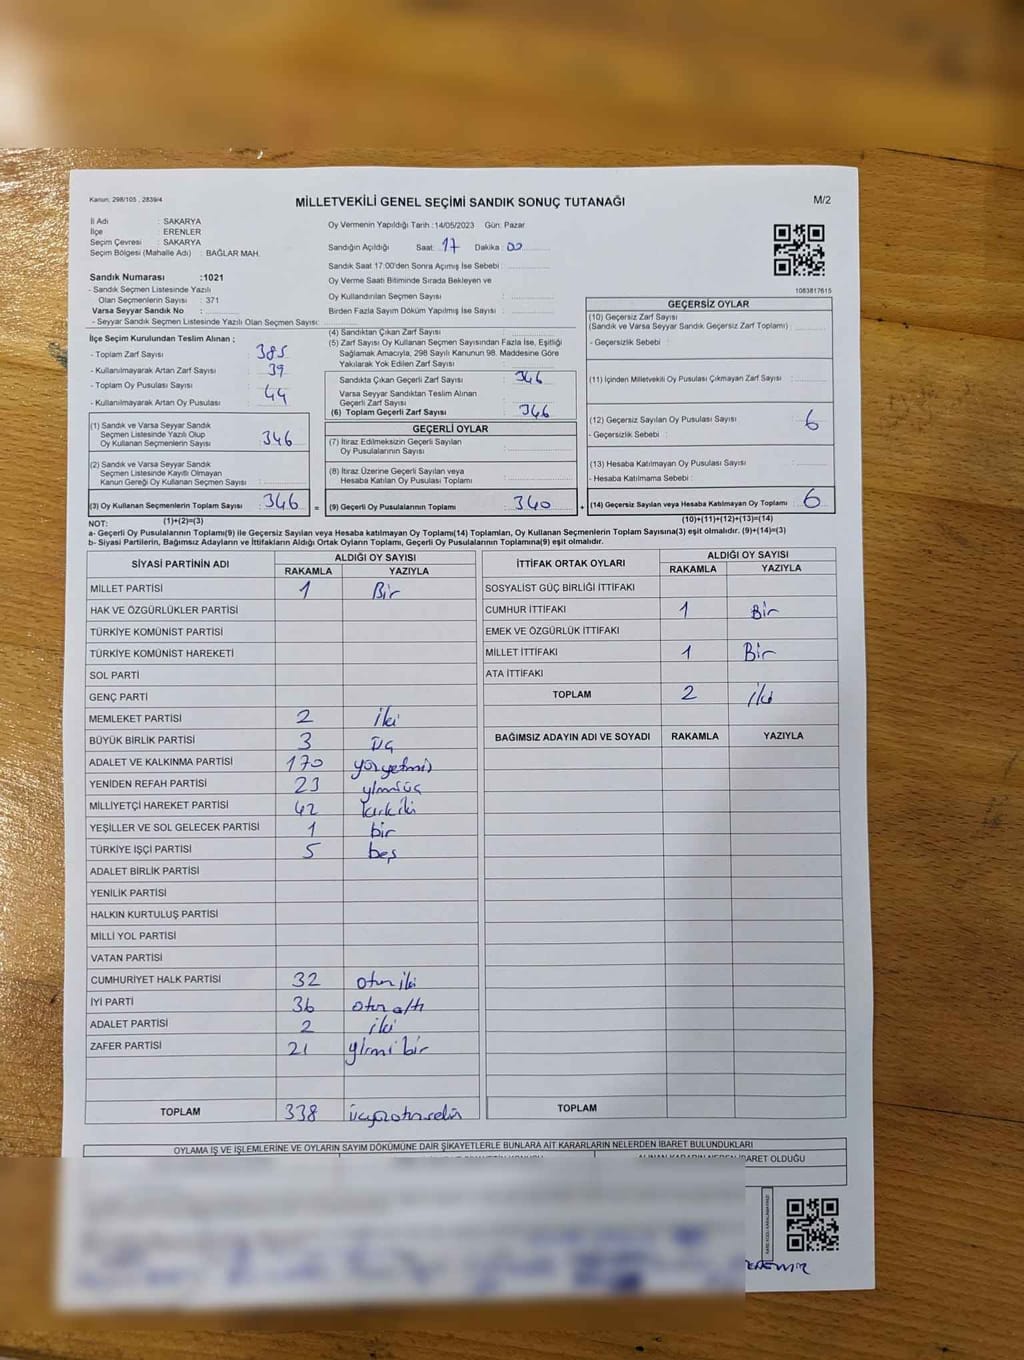 Kanun: 298/105 , 2839/4
MİLLETVEKİLİ GENEL SEÇİMİ SANDIK SONUÇ TUTANAĞI
M/2
İl Adı : SAKARYA
İlçe : ERENLER
Seçim Çevresi : SAKARYA
Seçim Bölgesi (Mahalle Adı) : BAĞLAR MAH.
Sandık Numarası :1021
- Sandık Seçmen Listesinde Yazılı
Olan Seçmenlerin Sayısı : 371
Varsa Seyyar Sandık No :
- Seyyar Sandık Seçmen Listesinde Yazılı Olan Seçmen Sayısı:
Oy Vermenin Yapıldığı Tarih :14/05/2023 Gün: Pazar
Sandığın Açıldığı Saat: 17 Dakika: 00
Sandık Saat 17:00'den Sonra Açımış İse Sebebi :
Oy Verme Saati Bitiminde Sırada Bekleyen ve
Oy Kullandırılan Seçmen Sayısı :
Birden Fazla Sayım Döküm Yapılmış İse Sayısı :
1083817615
İlçe Seçim Kurulundan Teslim Alınan ;
- Toplam Zarf Sayısı : 385
- Kullanılmayarak Artan Zarf Sayısı : 39
- Toplam Oy Pusulası Sayısı :
44
- Kullanılmayarak Artan Oy Pusulası :
(1) Sandık ve Varsa Seyyar Sandık
Seçmen Listesinde Yazılı Olup
Oy Kullanan Seçmenlerin Sayısı : 346
(2) Sandık ve Varsa Seyyar Sandık
Seçmen Listesinde Kayıtlı Olmayan
Kanun Gereği Oy Kullanan Seçmen Sayısı :
(3) Oy Kullanan Seçmenlerin Toplam Sayısı : 346
(1)+(2)=(3)
(4) Sandıktan Çıkan Zarf Sayısı :
(5) Zarf Sayısı Oy Kullanan Seçmen Sayısından Fazla İse, Eşitliği
Sağlamak Amacıyla, 298 Sayılı Kanunun 98. Maddesine Göre
Yakılarak Yok Edilen Zarf Sayısı :
Sandıkta Çıkan Geçerli Zarf Sayısı : 346
Varsa Seyyar Sandıktan Teslim Alınan
Geçerli Zarf Sayısı :
(6) Toplam Geçerli Zarf Sayısı : 346
GEÇERLİ OYLAR
(7) İtiraz Edilmeksizin Geçerli Sayılan
Oy Pusulalarının Sayısı :
(8) İtiraz Üzerine Geçerli Sayılan veya
Hesaba Katılan Oy Pusulası Toplamı :
= (9) Geçerli Oy Pusulalarının Toplamı : 340
GEÇERSİZ OYLAR
(10) Geçersiz Zarf Sayısı
(Sandık ve Varsa Seyyar Sandık Geçersiz Zarf Toplamı) :
- Geçersizlik Sebebi :
(11) İçinden Milletvekili Oy Pusulası Çıkmayan Zarf Sayısı :
(12) Geçersiz Sayılan Oy Pusulası Sayısı : 6
- Geçersizlik Sebebi :
(13) Hesaba Katılmayan Oy Pusulası Sayısı :
- Hesaba Katılmama Sebebi :
+ (14) Geçersiz Sayılan veya Hesaba Katılmayan Oy Toplamı : 6
(10)+(11)+(12)+(13)=(14)
NOT:
a- Geçerli Oy Pusulalarının Toplamı(9) ile Geçersiz Sayılan veya Hesaba katılmayan Oy Toplamı(14) Toplamları, Oy Kullanan Seçmenlerin Toplam Sayısına(3) eşit olmalıdır. (9)+(14)=(3)
b- Siyasi Partilerin, Bağımsız Adayların ve İttifakların Aldığı Ortak Oyların Toplamı, Geçerli Oy Pusulalarının Toplamına(9) eşit olmalıdır.
SİYASİ PARTİNİN ADI ALDIĞI OY SAYISI
RAKAMLA YAZIYLA
MİLLET PARTİSİ 1 Bir
HAK VE ÖZGÜRLÜKLER PARTİSİ
TÜRKİYE KOMÜNİST PARTİSİ
TÜRKİYE KOMÜNİST HAREKETİ
SOL PARTİ
GENÇ PARTİ
MEMLEKET PARTİSİ 2 iki
BÜYÜK BİRLİK PARTİSİ 3 üç
ADALET VE KALKINMA PARTİSİ 170 yüzyetmiş
YENİDEN REFAH PARTİSİ 23 yirmiüç
MİLLİYETÇİ HAREKET PARTİSİ 42 kırkiki
YEŞİLLER VE SOL GELECEK PARTİSİ 1 bir
TÜRKİYE İŞÇİ PARTİSİ 5 beş
ADALET BİRLİK PARTİSİ
YENİLİK PARTİSİ
HALKIN KURTULUŞ PARTİSİ
MİLLİ YOL PARTİSİ
VATAN PARTİSİ
CUMHURİYET HALK PARTİSİ 32 otuz iki
İYİ PARTİ 36 otuz altı
ADALET PARTİSİ 2 iki
ZAFER PARTİSİ 21 yirmi bir
TOPLAM 338 üçyüzotuzsekiz
İTTİFAK ORTAK OYLARI ALDIĞI OY SAYISI
RAKAMLA YAZIYLA
SOSYALİST GÜÇ BİRLİĞİ İTTİFAKI
CUMHUR İTTİFAKI 1 Bir
EMEK VE ÖZGÜRLÜK İTTİFAKI
MİLLET İTTİFAKI 1 Bir
ATA İTTİFAKI
TOPLAM 2 iki
BAĞIMSIZ ADAYIN ADI VE SOYADI RAKAMLA YAZIYLA
TOPLAM
OYLAMA İŞ VE İŞLEMLERİNE VE OYLARIN SAYIM DÖKÜMÜNE DAİR ŞİKAYETLERLE BUNLARA AİT KARARLARIN NELERDEN İBARET BULUNDUKLARI
ALINAN KARARIN NEDEN İBARET OLDUĞU